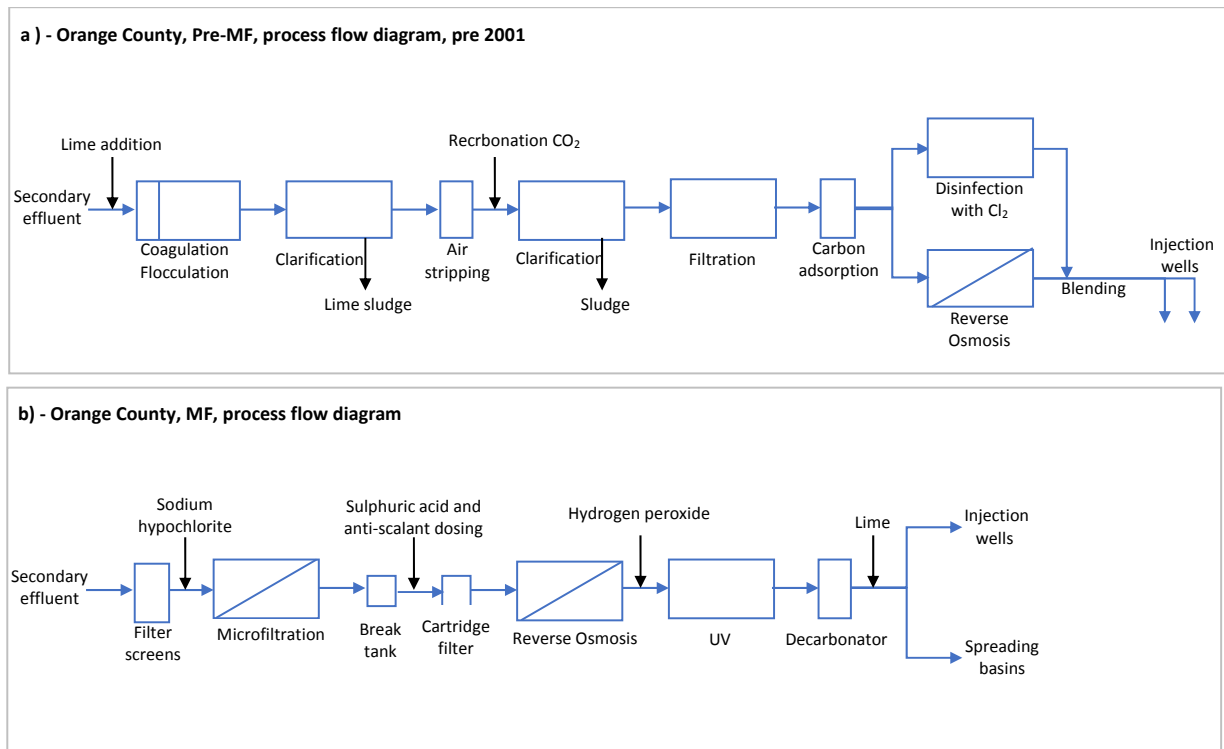 a ) - Orange County, Pre-MF, process flow diagram, pre 2001
Lime addition
Recrbonation CO₂
Secondary
effluent
Coagulation
Flocculation
Clarification
Lime sludge
Air
stripping
Clarification
Sludge
Filtration
Carbon
adsorption
Disinfection
with Cl₂
Reverse
Osmosis
Blending
Injection
wells
b) - Orange County, MF, process flow diagram
Secondary
effluent
Filter
screens
Sodium
hypochlorite
Microfiltration
Break
tank
Sulphuric acid and
anti-scalant dosing
Cartridge
filter
Reverse Osmosis
Hydrogen peroxide
UV
Decarbonator
Lime
Injection
wells
Spreading
basins